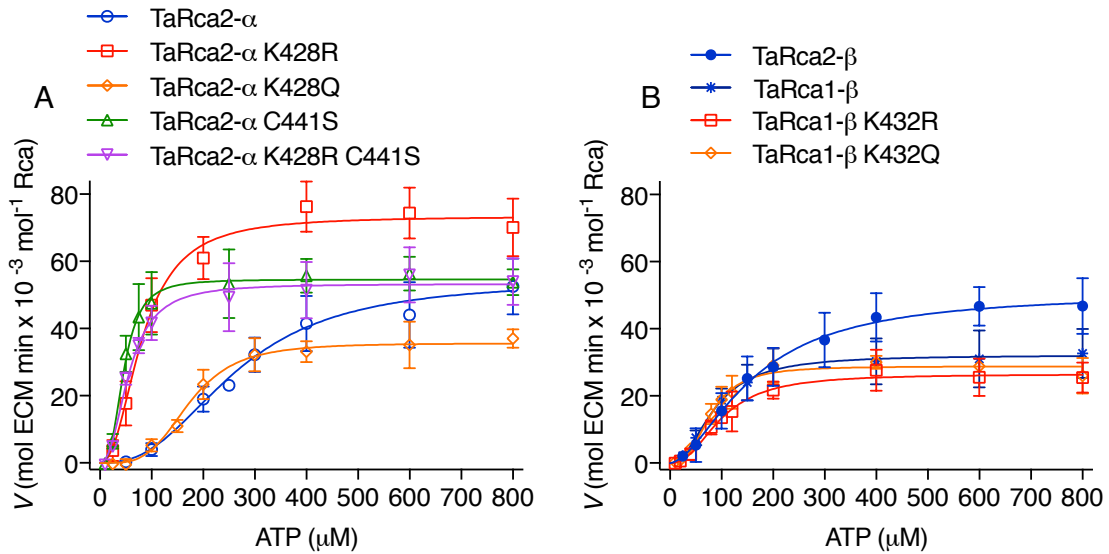 TaRca2-α
TaRca2-α K428R
TaRca2-α K428Q
TaRca2-α C441S
TaRca2-α K428R C441S
A
80
60
40
20
0
0 100 200 300 400 500 600 700 800
ATP (μM)
V (mol ECM min x 10 -3 mol-1 Rca)
TaRca2-β
TaRca1-β
TaRca1-β K432R
TaRca1-β K432Q
B
80
60
40
20
0
0 100 200 300 400 500 600 700 800
ATP (μM)
V (mol ECM min x 10 -3 mol-1 Rca)